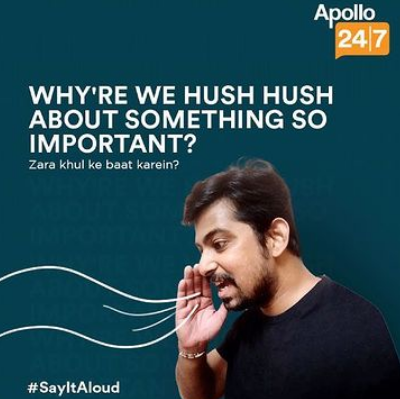 Apollo
24|7
WHY'RE WE HUSH HUSH
ABOUT SOMETHING SO
IMPORTANT?
Zara khul ke baat karein?
#SayItAloud